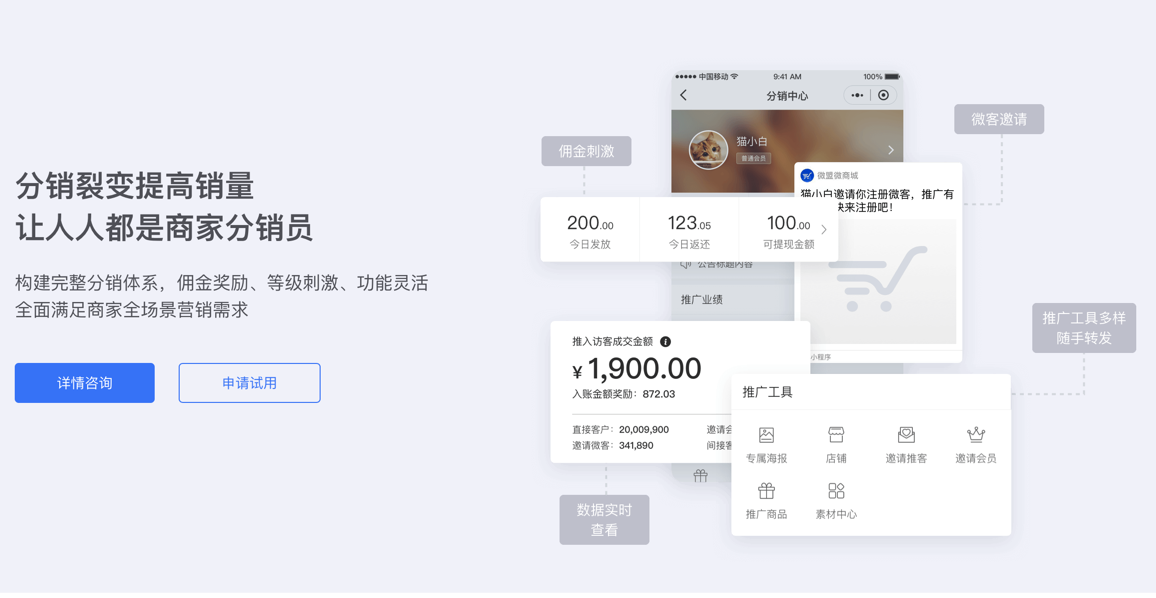 分销裂变提高销量
让人人都是商家分销员
构建完整分销体系，佣金奖励、等级刺激、功能灵活
全面满足商家全场景营销需求
详情咨询
申请试用
佣金刺激
中国移动
9:41 AM
100%
分销中心
猫小白
普通会员
微客邀请
微盟微商城
猫小白邀请你注册微客，推广有
快来注册吧！
小程序
200.00
今日发放
123.05
今日返还
100.00
可提现金额
公告标题内容
推广业绩
推入访客成交金额
¥1,900.00
入账金额奖励：872.03
直接客户：20,009,900
邀请微客：341,890
邀请
间接
推广工具多样
随手转发
推广工具
专属海报
店铺
邀请推客
邀请会员
推广商品
素材中心
数据实时
查看